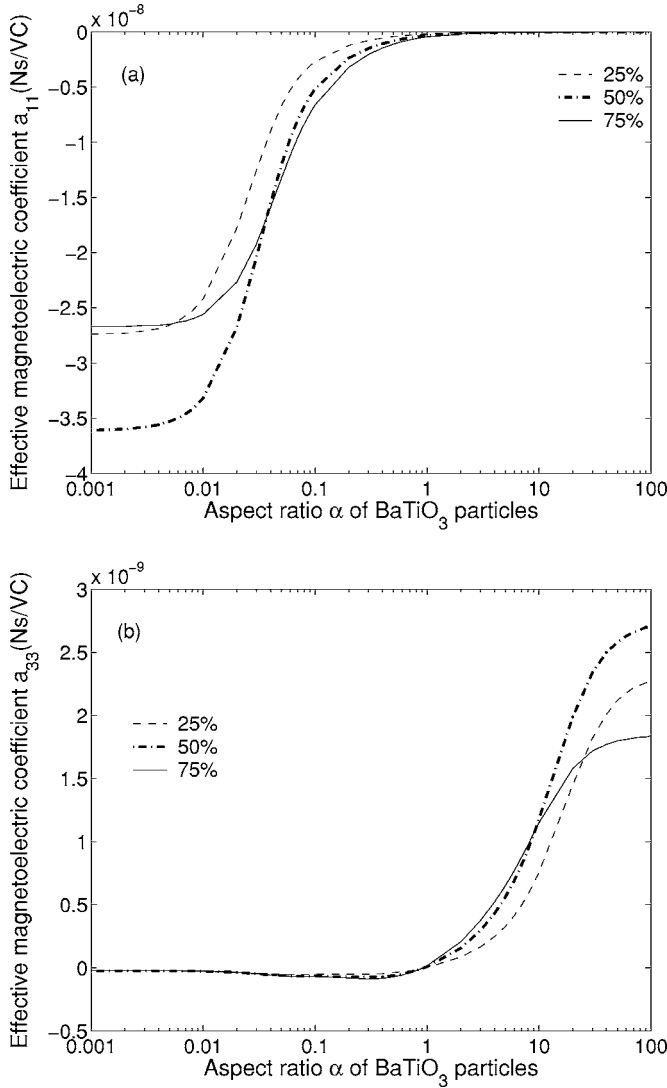 x 10⁻⁸
0
(a)
25%
50%
75%
−0.5
−1
−1.5
−2
−2.5
−3
−3.5
−4
Effective magnetoelectric coefficient a₁₁(Ns/VC)
0.001 0.01 0.1 1 10 100
Aspect ratio α of BaTiO₃ particles
x 10⁻⁹
3
(b)
2.5
25%
50%
75%
2
1.5
1
0.5
0
−0.5
Effective magnetoelectric coefficient a₃₃(Ns/VC)
0.001 0.01 0.1 1 10 100
Aspect ratio α of BaTiO₃ particles